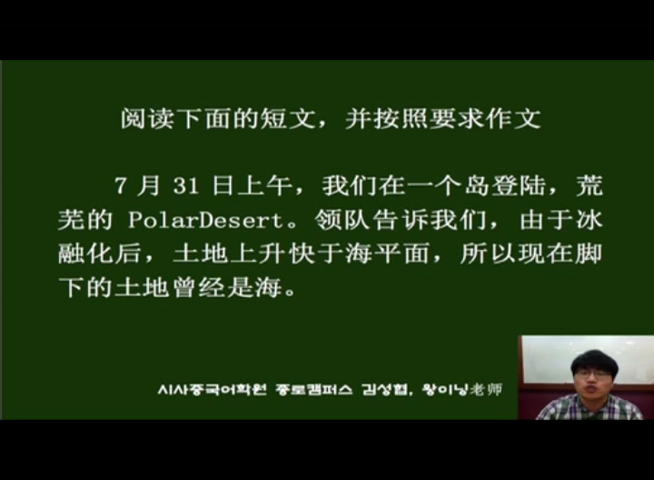 阅读下面的短文，并按照要求作文
7 月 31 日上午，我们在一个岛登陆，荒
芜的 PolarDesert。领队告诉我们，由于冰
融化后，土地上升快于海平面，所以现在脚
下的土地曾经是海。
시사중국어학원 종로캠퍼스 김성협, 왕이닝老师